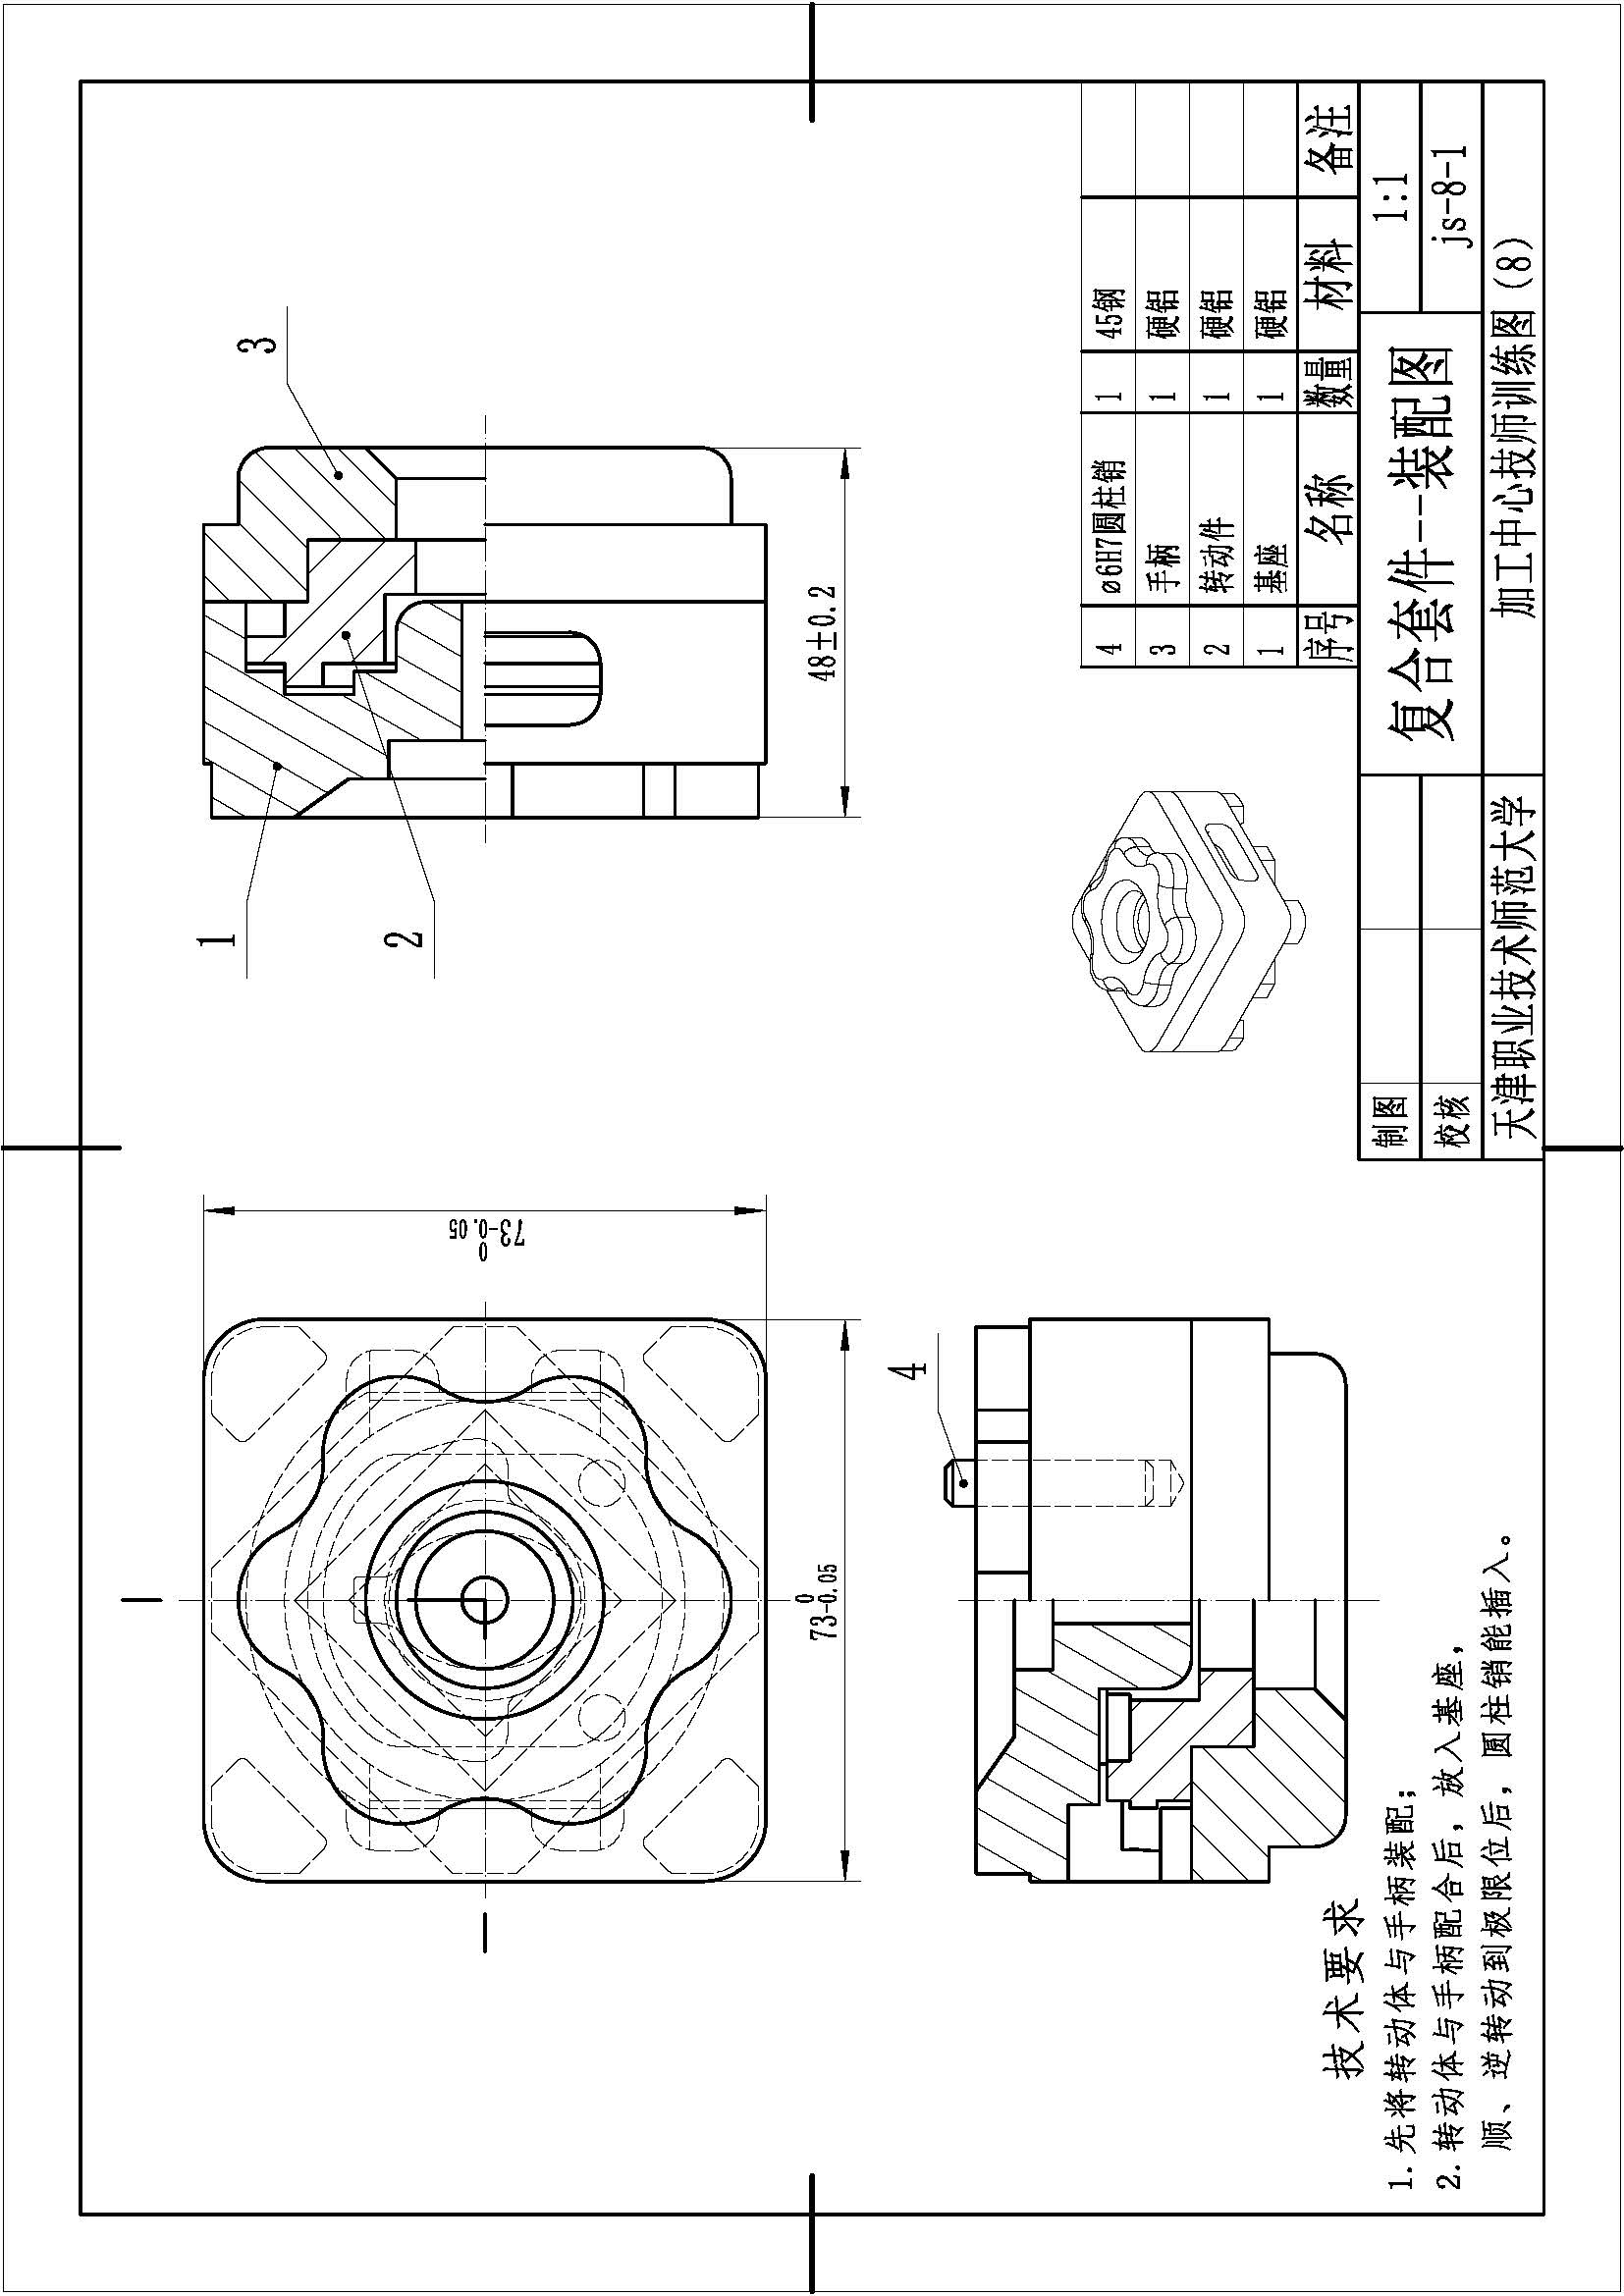 3
1
2
48±0.2
73 0 -0.05
73 0 -0.05
4
技术要求
1.先将转动体与手柄装配；
2.转动体与手柄配合后，放入基座，
顺、逆转动到极限位后，圆柱销能插入。
4 ø6H7圆柱销 1 45钢
3 手柄 1 硬铝
2 转动件 1 硬铝
1 基座 1 硬铝
序号 名称 数量 材料 备注
制图 复合套件--装配图 1:1
校核 js-8-1
天津职业技术师范大学 加工中心技师训练图（8）